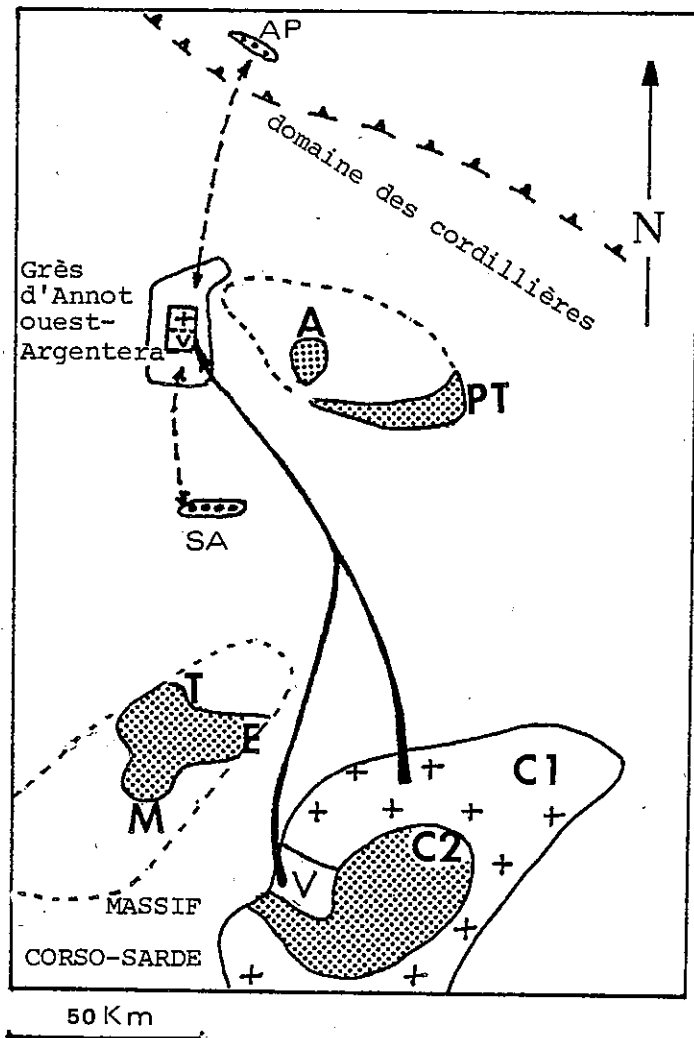 AP
domaine des cordillières
N
Grès
d'Annot
ouest-
Argentera
+
V
A
PT
SA
T
E
M
C1
C2
V
MASSIF
CORSO-SARDE
50 Km